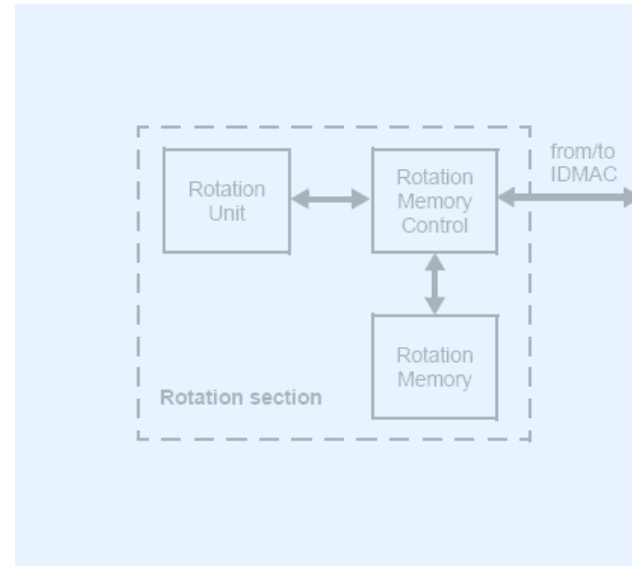 from/to
IDMAC
Rotation
Unit
Rotation
Memory
Control
Rotation
Memory
Rotation section